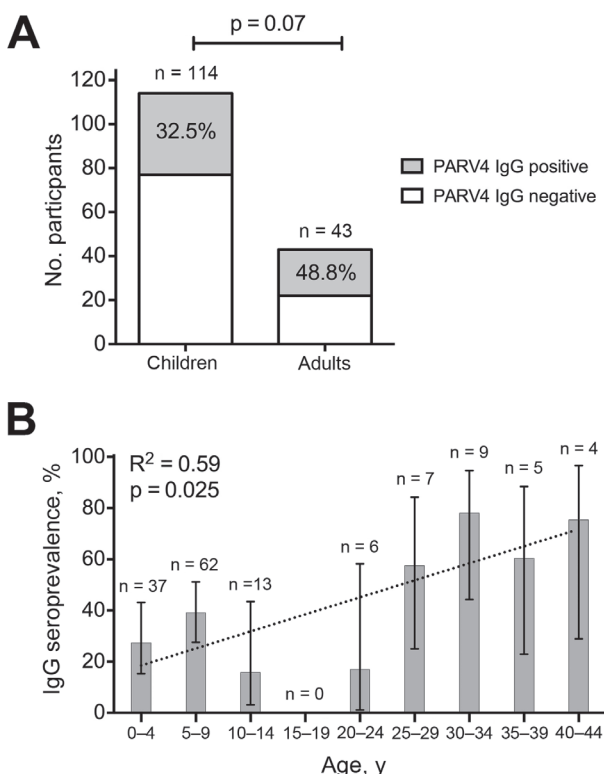 A
p = 0.07
n = 114
120
100
80
60
40
20
0
No. particpants
32.5%
n = 43
48.8%
PARV4 IgG positive
PARV4 IgG negative
Children
Adults
B
100
80
60
40
20
0
IgG seroprevalence, %
R² = 0.59
p = 0.025
n = 37
n = 62
n =13
n = 0
n = 6
n = 7
n = 9
n = 5
n = 4
0–4 5–9 10–14 15–19 20–24 25–29 30–34 35–39 40–44
Age, y